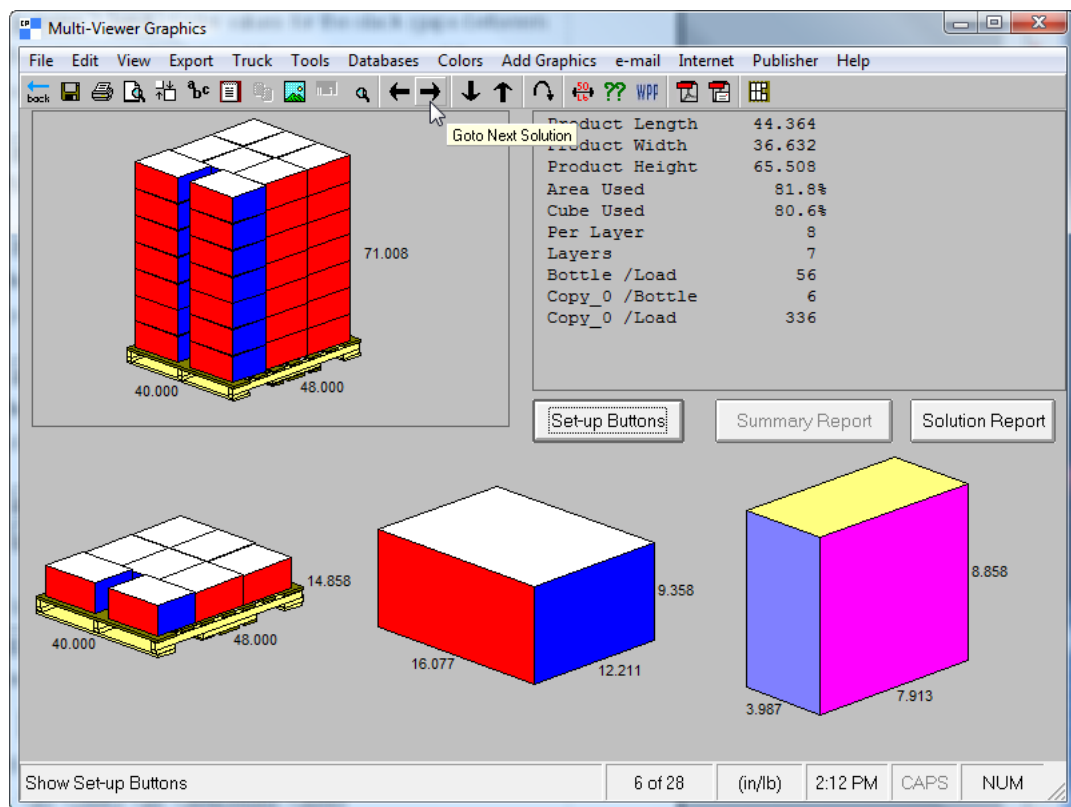 Multi-Viewer Graphics
File Edit View Export Truck Tools Databases Colors Add Graphics e-mail Internet Publisher Help
back abc 50 LB ?? WPF
Goto Next Solution
Product Length 44.364
Product Width 36.632
Product Height 65.508
Area Used 81.8%
Cube Used 80.6%
Per Layer 8
Layers 7
Bottle /Load 56
Copy_0 /Bottle 6
Copy_0 /Load 336
71.008
40.000 48.000
Set-up Buttons Summary Report Solution Report
14.858
40.000 48.000
9.358
16.077 12.211
8.858
3.987 7.913
Show Set-up Buttons 6 of 28 (in/lb) 2:12 PM CAPS NUM